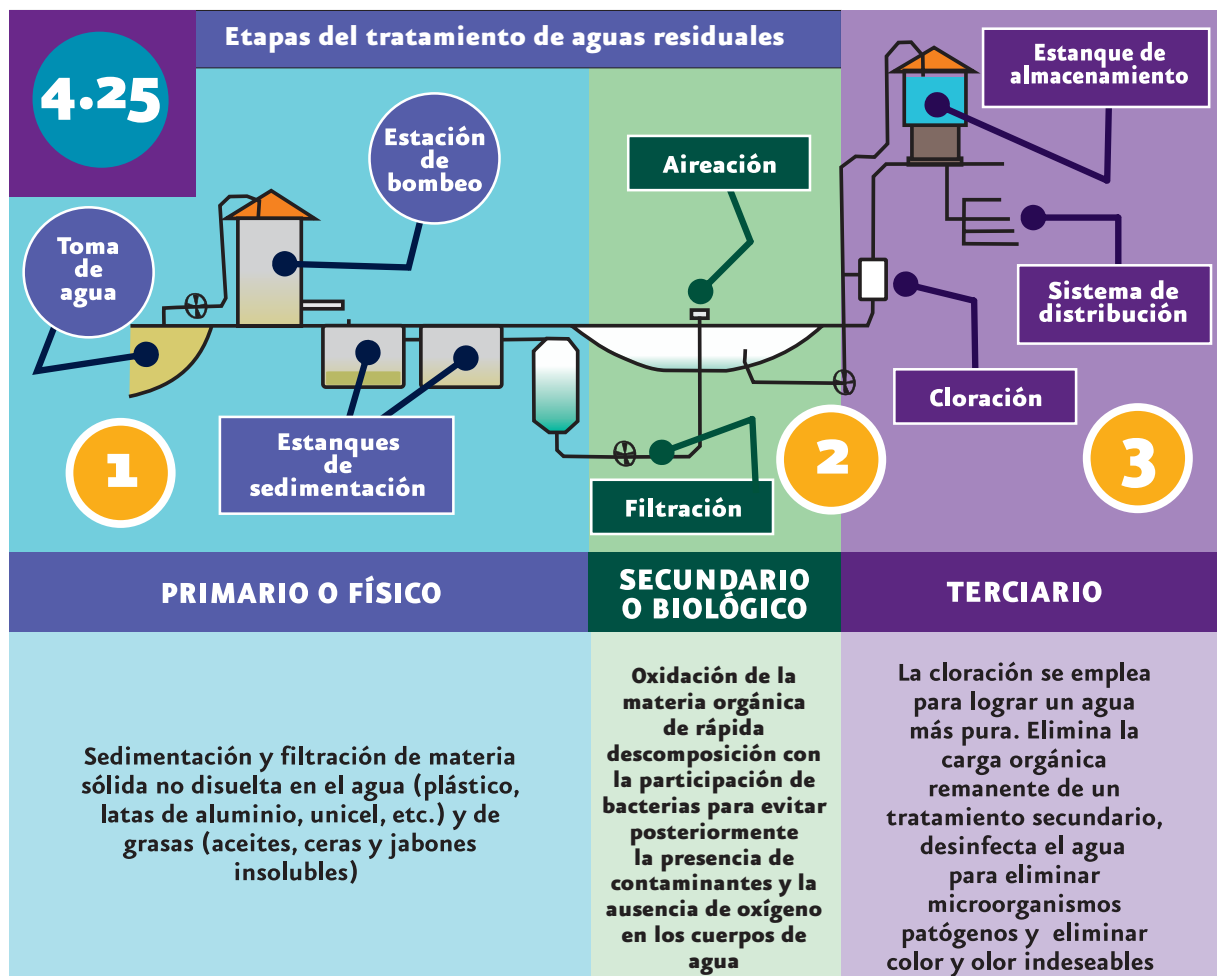 4.25
Etapas del tratamiento de aguas residuales
Toma
de
agua
Estación
de
bombeo
Estanques
de
sedimentación
1
Aireación
Filtración
2
Estanque de
almacenamiento
Sistema de
distribución
Cloración
3
PRIMARIO O FÍSICO
Sedimentación y filtración de materia
sólida no disuelta en el agua (plástico,
latas de aluminio, unicel, etc.) y de
grasas (aceites, ceras y jabones
insolubles)
SECUNDARIO
O BIOLÓGICO
Oxidación de la
materia orgánica
de rápida
descomposición con
la participación de
bacterias para evitar
posteriormente
la presencia de
contaminantes y la
ausencia de oxígeno
en los cuerpos de
agua
TERCIARIO
La cloración se emplea
para lograr un agua
más pura. Elimina la
carga orgánica
remanente de un
tratamiento secundario,
desinfecta el agua
para eliminar
microorganismos
patógenos y eliminar
color y olor indeseables